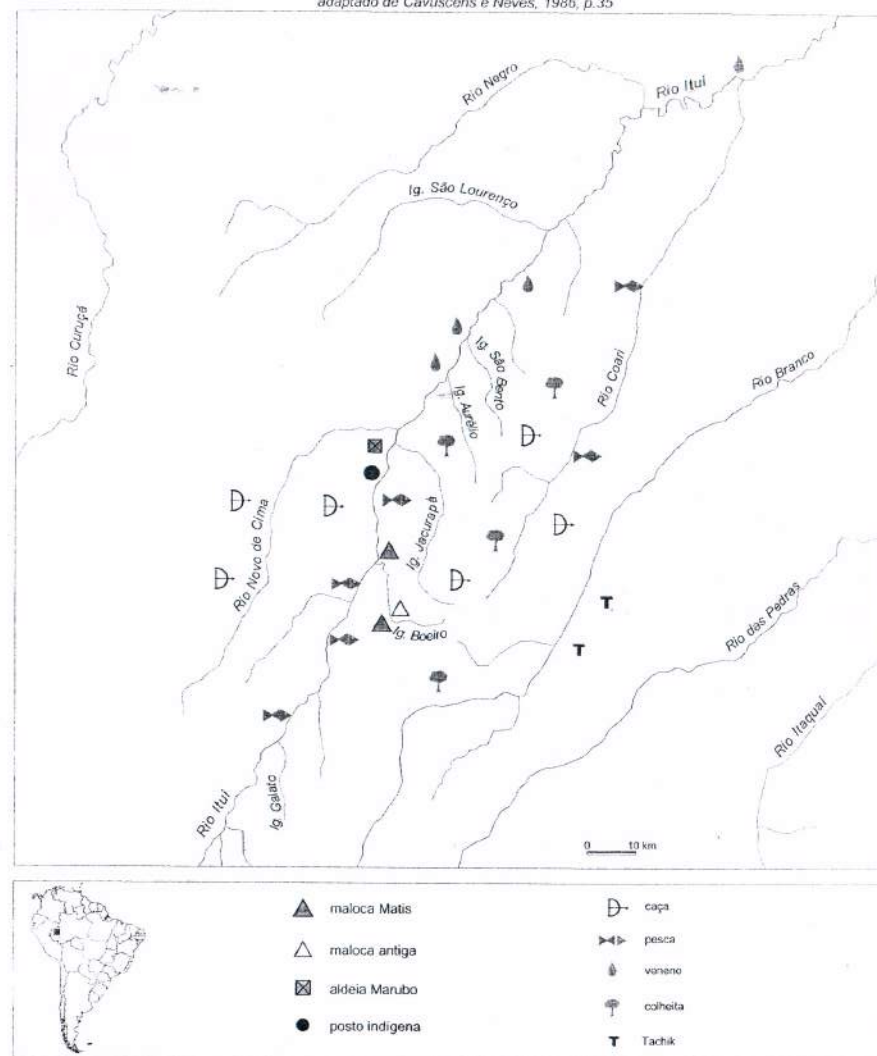 adaptado de Cavuscens e Neves, 1986, p.35
Rio Negro
Rio Ituí
Ig. São Lourenço
Rio Curuçá
Ig. São Bento
Rio Coari
Rio Branco
Ig. Aurélio
Rio Novo de Cima
Ig. Jacurapá
Ig. Boeiro
Rio das Pedras
Rio Itaquaí
T
T
Rio Ituí
Ig. Galato
0 10 km
maloca Matis
maloca antiga
aldeia Marubo
posto indígena
caça
pesca
veneno
colheita
T Tachik